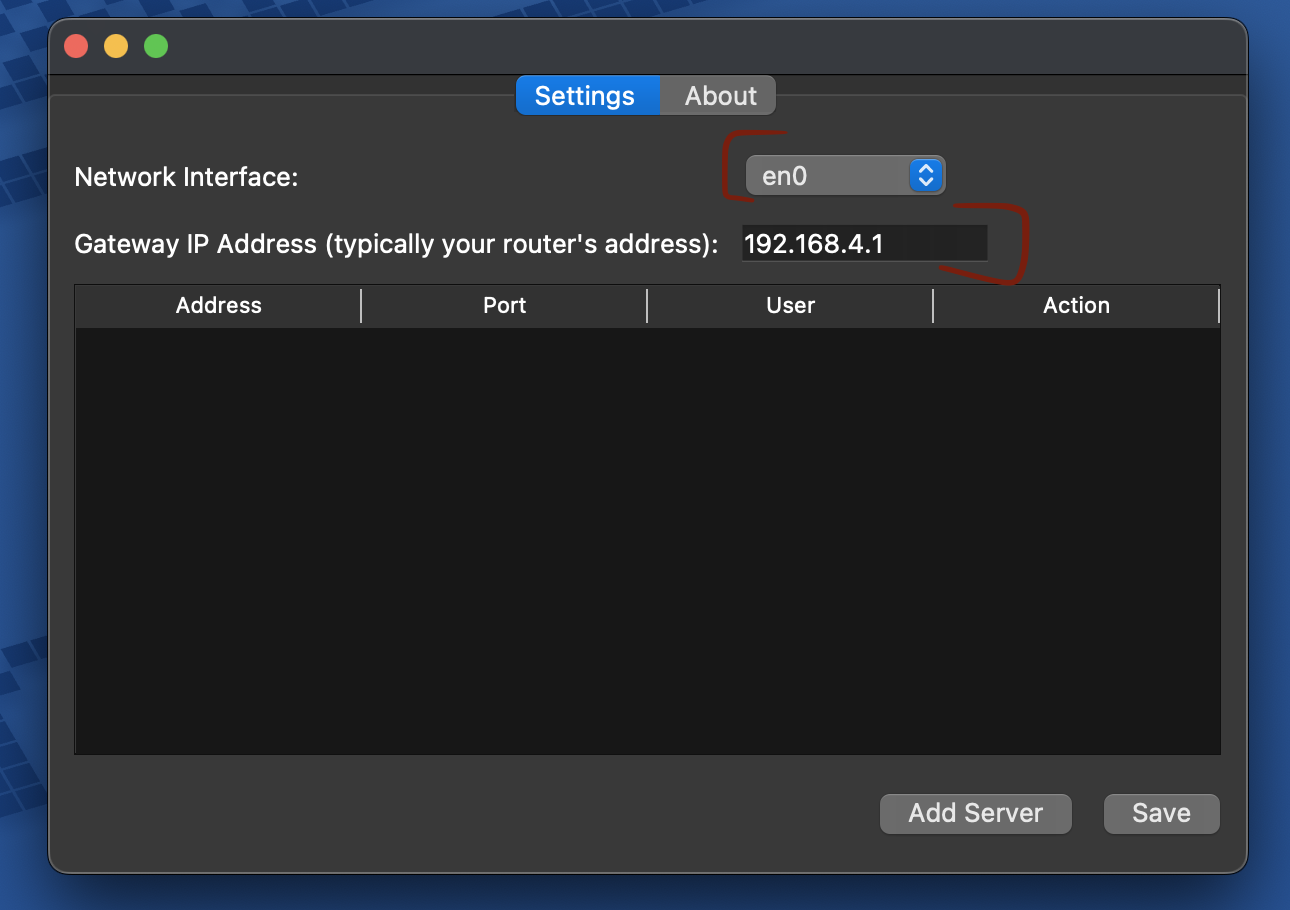 Settings About
Network Interface: en0
Gateway IP Address (typically your router's address): 192.168.4.1
Address Port User Action
Add Server Save